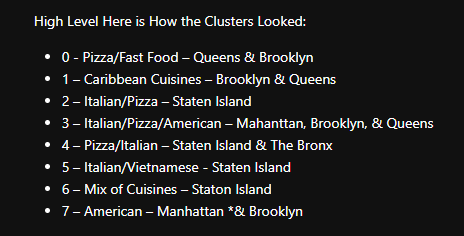 High Level Here is How the Clusters Looked:
• 0 - Pizza/Fast Food – Queens & Brooklyn
• 1 – Caribbean Cuisines – Brooklyn & Queens
• 2 – Italian/Pizza – Staten Island
• 3 – Italian/Pizza/American – Mahanttan, Brooklyn, & Queens
• 4 – Pizza/Italian – Staten Island & The Bronx
• 5 – Italian/Vietnamese - Staten Island
• 6 – Mix of Cuisines – Staton Island
• 7 – American – Manhattan *& Brooklyn